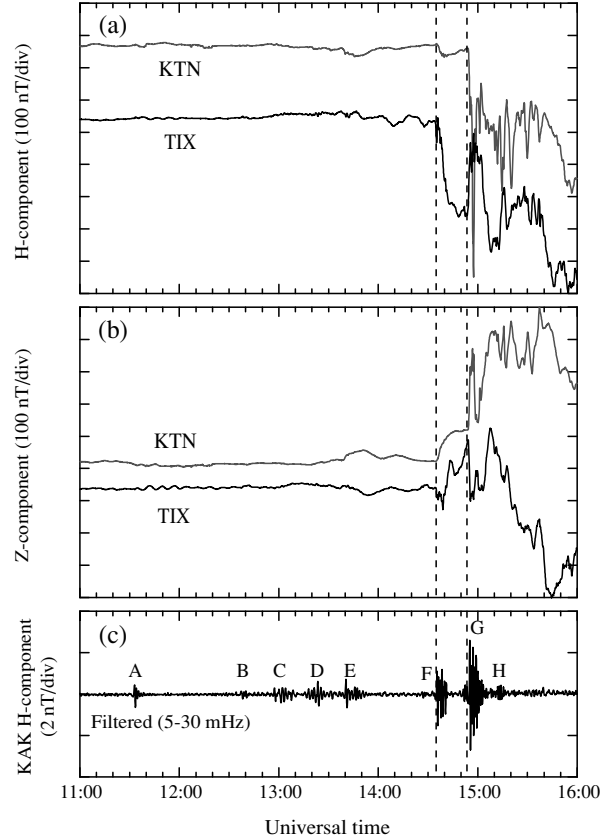 (a)
KTN
TIX
H-component (100 nT/div)
(b)
KTN
TIX
Z-component (100 nT/div)
(c)
A B C D E F G H
Filtered (5-30 mHz)
KAK H-component
(2 nT/div)
11:00 12:00 13:00 14:00 15:00 16:00
Universal time